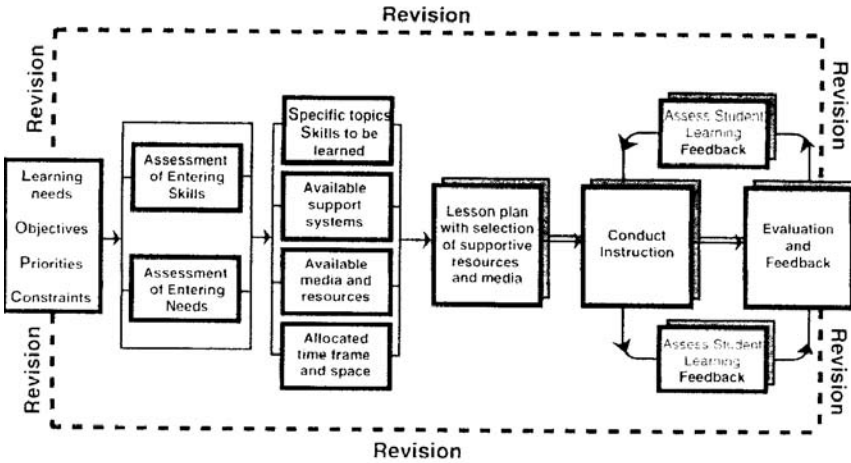 Revision
Revision
Revision
Learning
needs
Objectives
Priorities
Constraints
Assessment
of Entering
Skills
Assessment
of Entering
Needs
Specific topics
Skills to be
learned
Available
support
systems
Available
media and
resources
Allocated
time frame
and space
Lesson plan
with selection
of supportive
resources
and media
Conduct
Instruction
Assess Student
Learning
Feedback
Evaluation
and
Feedback
Assess Student
Learning
Feedback
Revision
Revision
Revision